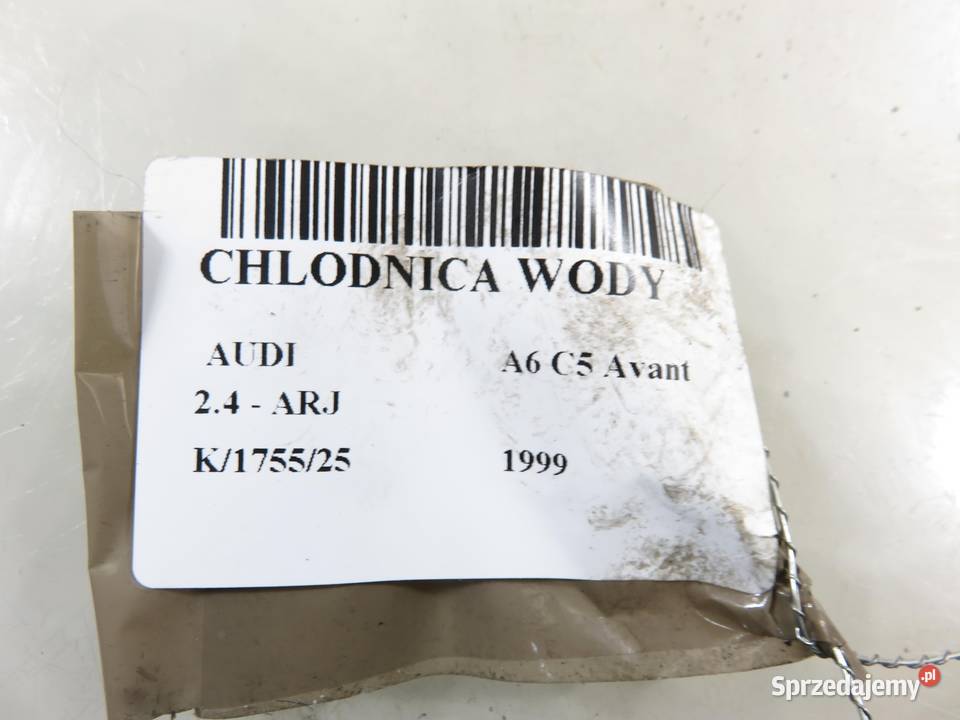 CHLODNICA WODY
AUDI A6 C5 Avant
2.4 - ARJ
K/1755/25 1999
Sprzedajemy.pl